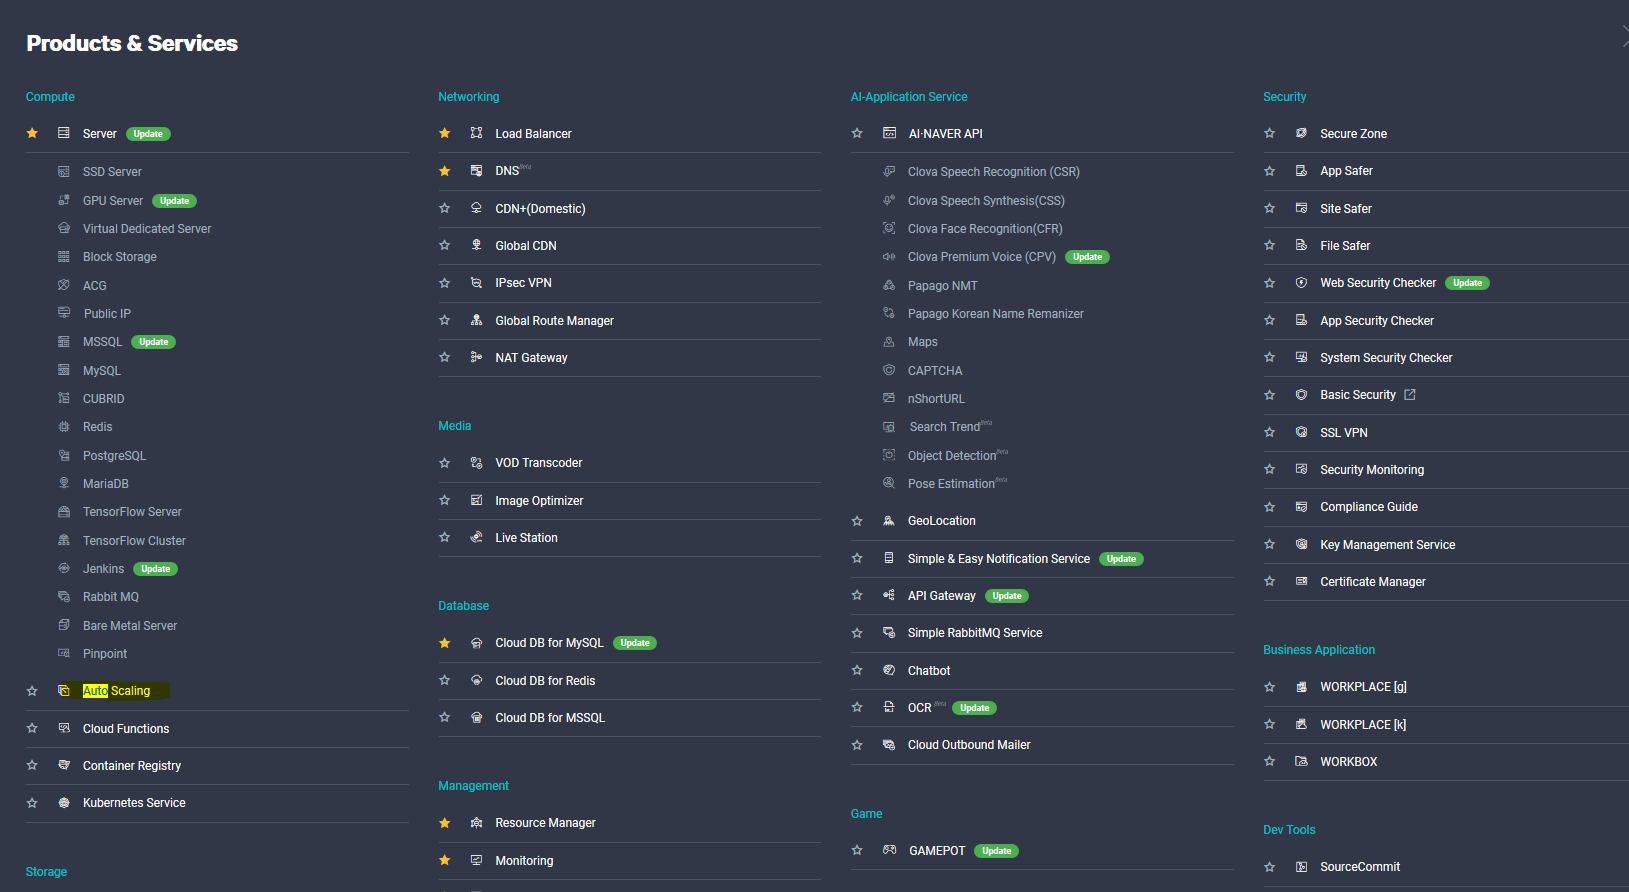 Products & Services
Compute
Server Update
SSD Server
GPU Server Update
Virtual Dedicated Server
Block Storage
ACG
Public IP
MSSQL Update
MySQL
CUBRID
Redis
PostgreSQL
MariaDB
TensorFlow Server
TensorFlow Cluster
Jenkins Update
Rabbit MQ
Bare Metal Server
Pinpoint
Auto Scaling
Cloud Functions
Container Registry
Kubernetes Service
Storage
Networking
Load Balancer
DNS Beta
CDN+(Domestic)
Global CDN
IPsec VPN
Global Route Manager
NAT Gateway
Media
VOD Transcoder
Image Optimizer
Live Station
Database
Cloud DB for MySQL Update
Cloud DB for Redis
Cloud DB for MSSQL
Management
Resource Manager
Monitoring
AI-Application Service
AI·NAVER API
Clova Speech Recognition (CSR)
Clova Speech Synthesis(CSS)
Clova Face Recognition(CFR)
Clova Premium Voice (CPV) Update
Papago NMT
Papago Korean Name Remanizer
Maps
CAPTCHA
nShortURL
Search Trend Beta
Object Detection Beta
Pose Estimation Beta
GeoLocation
Simple & Easy Notification Service Update
API Gateway Update
Simple RabbitMQ Service
Chatbot
OCR Beta Update
Cloud Outbound Mailer
Game
GAMEPOT Update
Security
Secure Zone
App Safer
Site Safer
File Safer
Web Security Checker Update
App Security Checker
System Security Checker
Basic Security
SSL VPN
Security Monitoring
Compliance Guide
Key Management Service
Certificate Manager
Business Application
WORKPLACE [g]
WORKPLACE [k]
WORKBOX
Dev Tools
SourceCommit